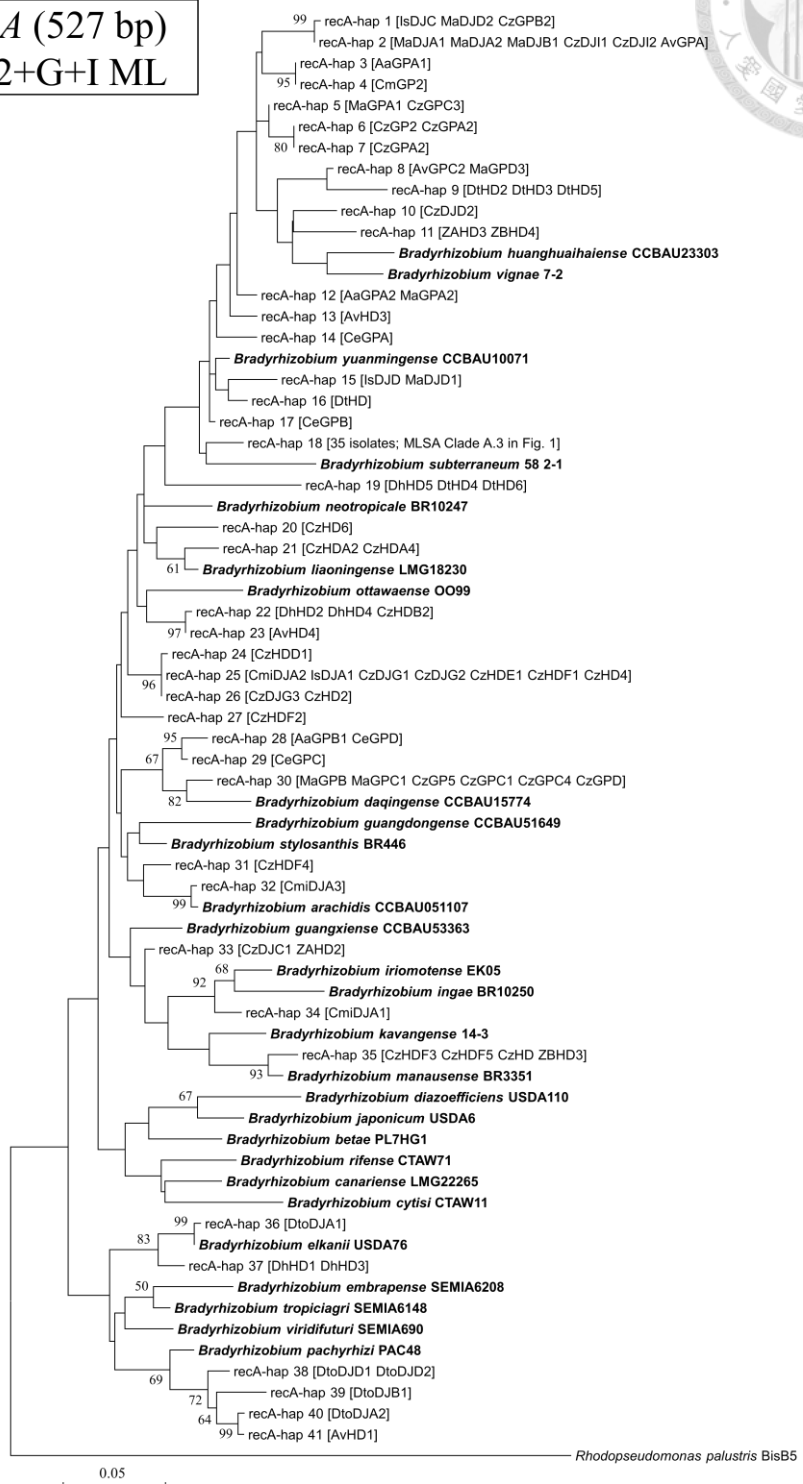 A (527 bp)
2+G+I ML
人 愛 國
99
recA-hap 1 [IsDJC MaDJD2 CzGPB2]
recA-hap 2 [MaDJA1 MaDJA2 MaDJB1 CzDJI1 CzDJI2 AvGPA]
recA-hap 3 [AaGPA1]
95
recA-hap 4 [CmGP2]
recA-hap 5 [MaGPA1 CzGPC3]
recA-hap 6 [CzGP2 CzGPA2]
80
recA-hap 7 [CzGPA2]
recA-hap 8 [AvGPC2 MaGPD3]
recA-hap 9 [DtHD2 DtHD3 DtHD5]
recA-hap 10 [CzDJD2]
recA-hap 11 [ZAHD3 ZBHD4]
Bradyrhizobium huanghuaihaiense CCBAU23303
Bradyrhizobium vignae 7-2
recA-hap 12 [AaGPA2 MaGPA2]
recA-hap 13 [AvHD3]
recA-hap 14 [CeGPA]
Bradyrhizobium yuanmingense CCBAU10071
recA-hap 15 [IsDJD MaDJD1]
recA-hap 16 [DtHD]
recA-hap 17 [CeGPB]
recA-hap 18 [35 isolates; MLSA Clade A.3 in Fig. 1]
Bradyrhizobium subterraneum 58 2-1
recA-hap 19 [DhHD5 DtHD4 DtHD6]
Bradyrhizobium neotropicale BR10247
recA-hap 20 [CzHD6]
recA-hap 21 [CzHDA2 CzHDA4]
61
Bradyrhizobium liaoningense LMG18230
Bradyrhizobium ottawaense OO99
recA-hap 22 [DhHD2 DhHD4 CzHDB2]
97
recA-hap 23 [AvHD4]
recA-hap 24 [CzHDD1]
recA-hap 25 [CmiDJA2 IsDJA1 CzDJG1 CzDJG2 CzHDE1 CzHDF1 CzHD4]
96
recA-hap 26 [CzDJG3 CzHD2]
recA-hap 27 [CzHDF2]
95
recA-hap 28 [AaGPB1 CeGPD]
67
recA-hap 29 [CeGPC]
recA-hap 30 [MaGPB MaGPC1 CzGP5 CzGPC1 CzGPC4 CzGPD]
82
Bradyrhizobium daqingense CCBAU15774
Bradyrhizobium guangdongense CCBAU51649
Bradyrhizobium stylosanthis BR446
recA-hap 31 [CzHDF4]
recA-hap 32 [CmiDJA3]
99
Bradyrhizobium arachidis CCBAU051107
Bradyrhizobium guangxiense CCBAU53363
recA-hap 33 [CzDJC1 ZAHD2]
68
Bradyrhizobium iriomotense EK05
92
Bradyrhizobium ingae BR10250
recA-hap 34 [CmiDJA1]
Bradyrhizobium kavangense 14-3
recA-hap 35 [CzHDF3 CzHDF5 CzHD ZBHD3]
93
Bradyrhizobium manausense BR3351
67
Bradyrhizobium diazoefficiens USDA110
Bradyrhizobium japonicum USDA6
Bradyrhizobium betae PL7HG1
Bradyrhizobium rifense CTAW71
Bradyrhizobium canariense LMG22265
Bradyrhizobium cytisi CTAW11
99
recA-hap 36 [DtoDJA1]
83
Bradyrhizobium elkanii USDA76
recA-hap 37 [DhHD1 DhHD3]
50
Bradyrhizobium embrapense SEMIA6208
Bradyrhizobium tropiciagri SEMIA6148
Bradyrhizobium viridifuturi SEMIA690
Bradyrhizobium pachyrhizi PAC48
69
recA-hap 38 [DtoDJD1 DtoDJD2]
72
recA-hap 39 [DtoDJB1]
64
recA-hap 40 [DtoDJA2]
99
recA-hap 41 [AvHD1]
Rhodopseudomonas palustris BisB5
0.05